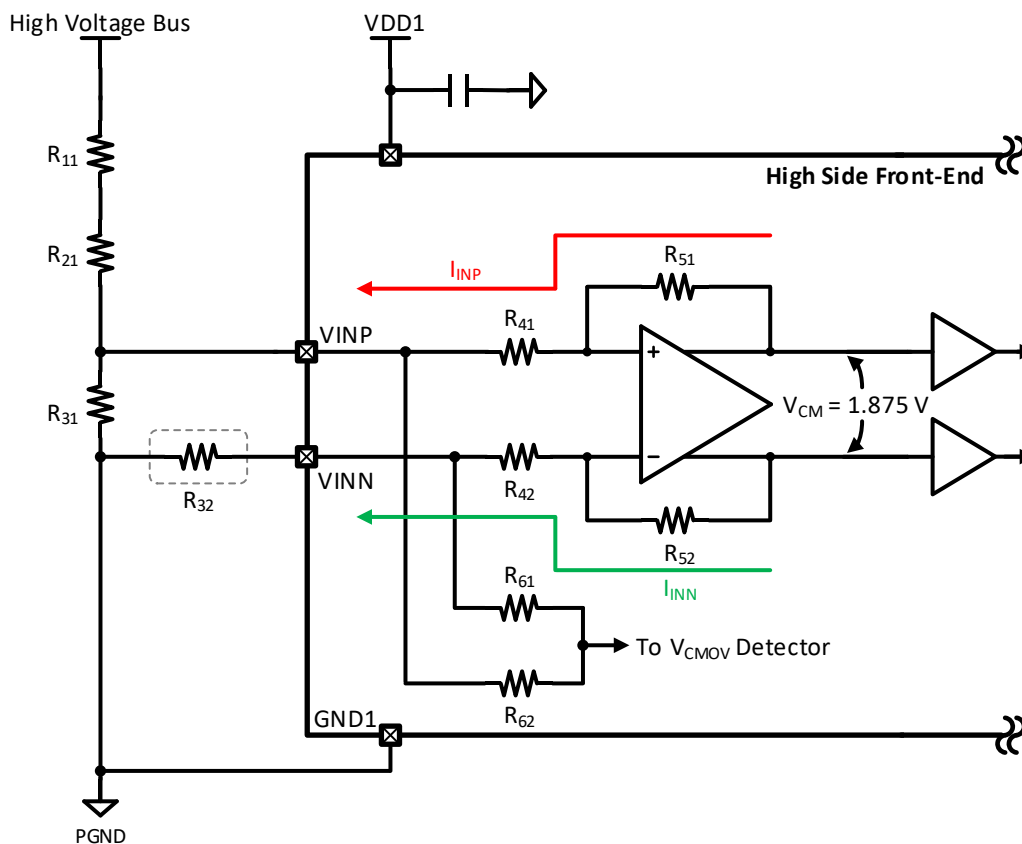 High Voltage Bus
VDD1
R11
High Side Front-End
R21
IINP
R51
VINP
R41
+
R31
VCM = 1.875 V
R32
VINN
R42
−
R52
IINN
R61
To VCMOV Detector
R62
GND1
PGND